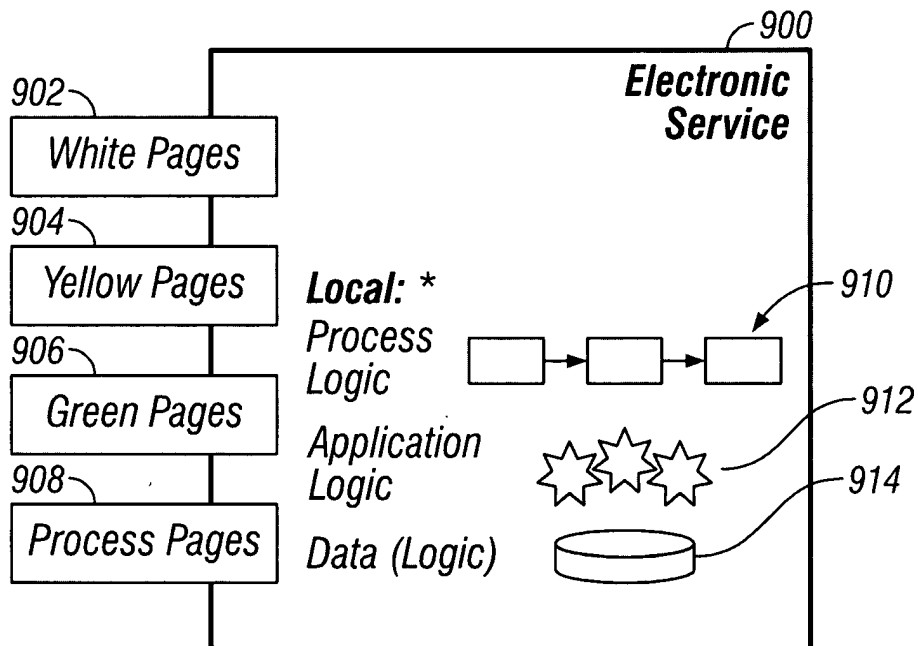 900
Electronic
Service
902
White Pages
904
Yellow Pages
Local: *
910
Process
Logic
906
Green Pages
912
Application
Logic
908
914
Process Pages
Data (Logic)